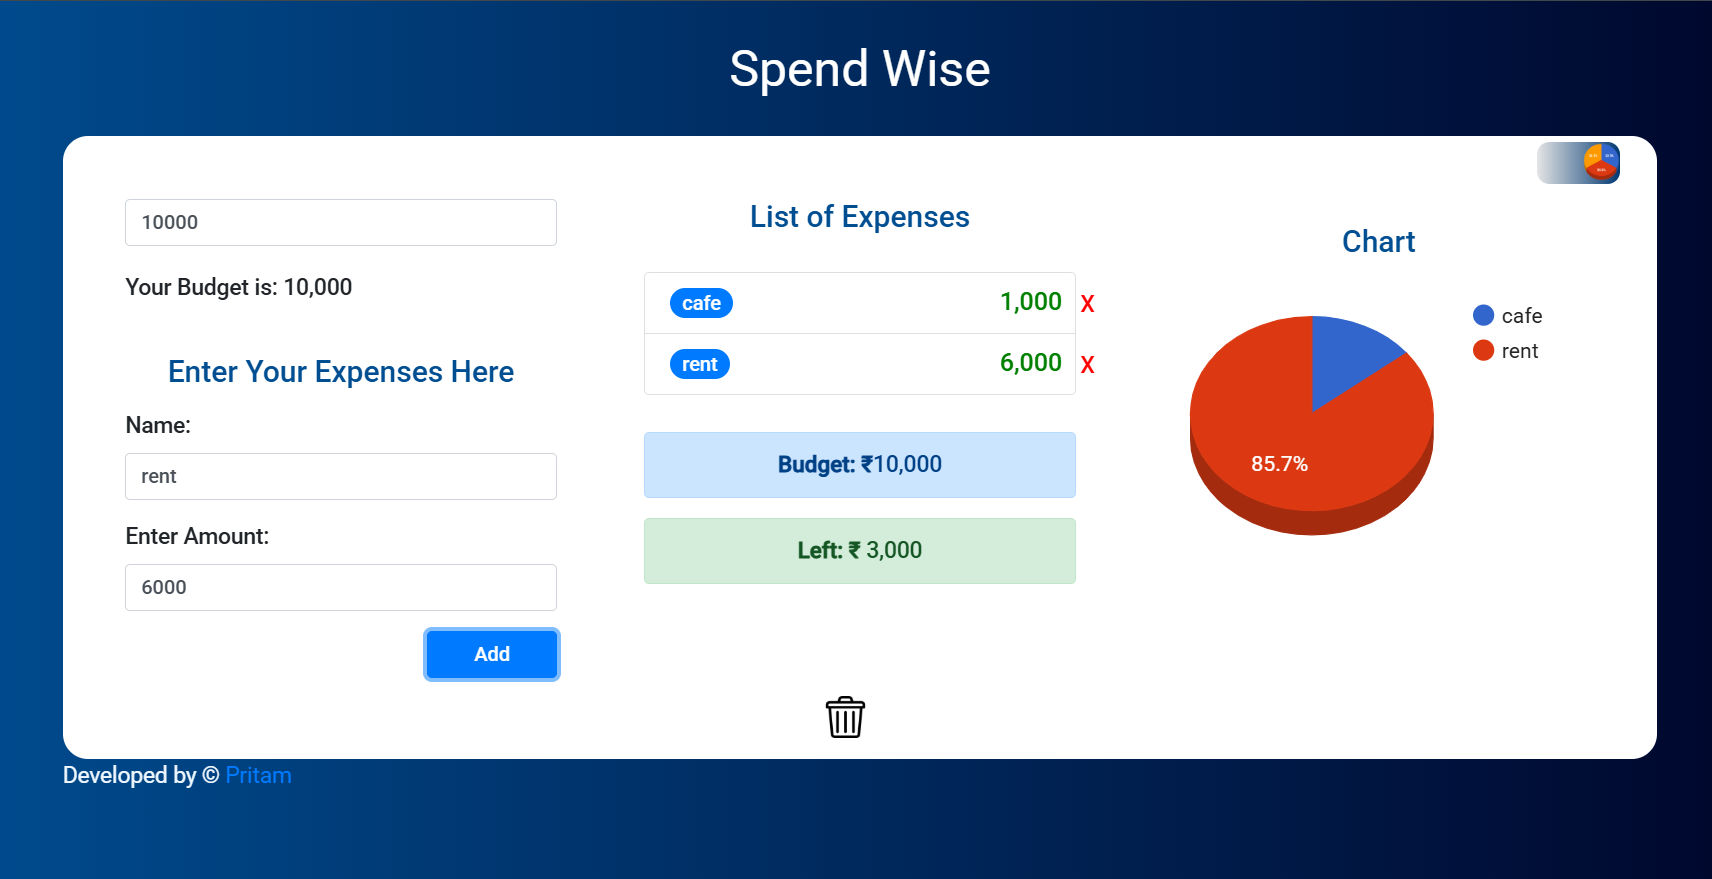 Spend Wise
10000
Your Budget is: 10,000
Enter Your Expenses Here
Name:
rent
Enter Amount:
6000
Add
List of Expenses
cafe 1,000 X
rent 6,000 X
Budget: ₹10,000
Left: ₹ 3,000
Chart
cafe
rent
85.7%
Developed by © Pritam